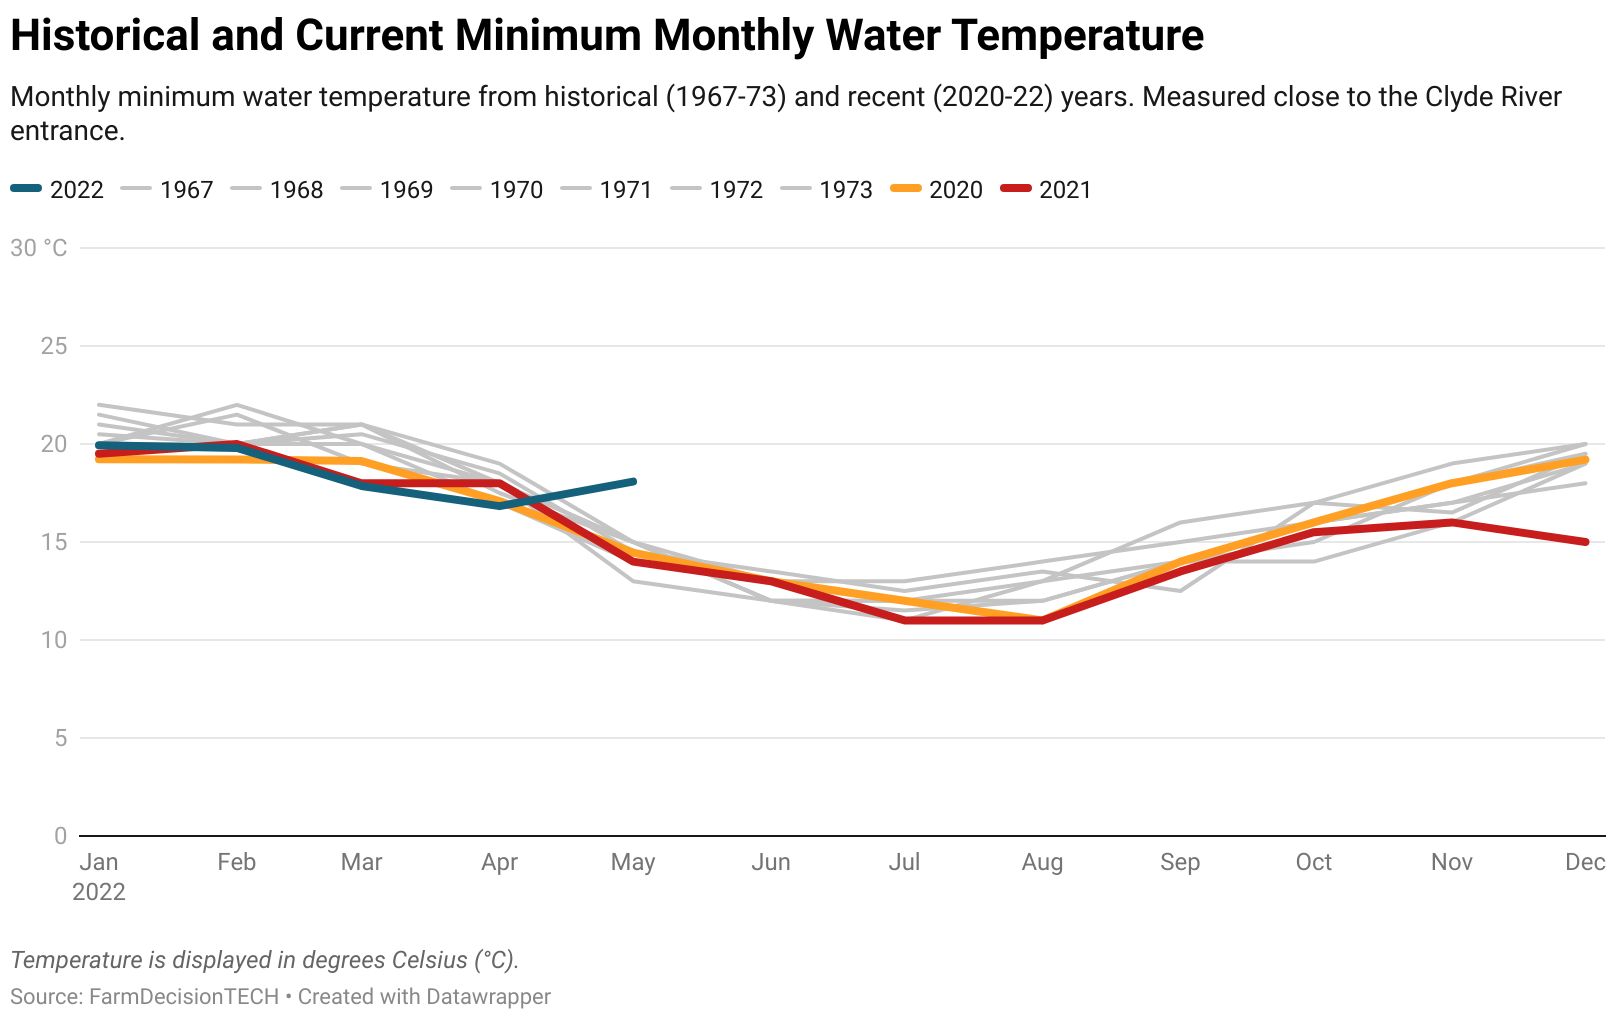 Historical and Current Minimum Monthly Water Temperature
Monthly minimum water temperature from historical (1967-73) and recent (2020-22) years. Measured close to the Clyde River
entrance.
2022 1967 1968 1969 1970 1971 1972 1973 2020 2021
30 °C
25
20
15
10
5
0
Jan Feb Mar Apr May Jun Jul Aug Sep Oct Nov Dec
2022
Temperature is displayed in degrees Celsius (°C).
Source: FarmDecisionTECH • Created with Datawrapper